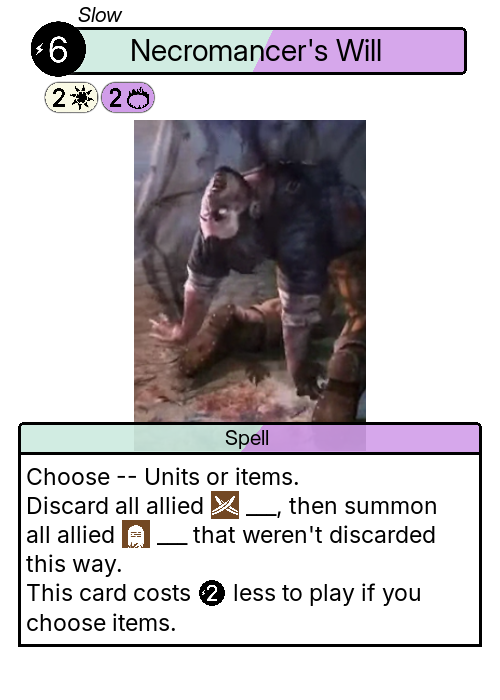 Slow
6 Necromancer's Will
2 2
Spell
Choose -- Units or items.
Discard all allied ___, then summon
all allied ___ that weren't discarded
this way.
This card costs 2 less to play if you
choose items.